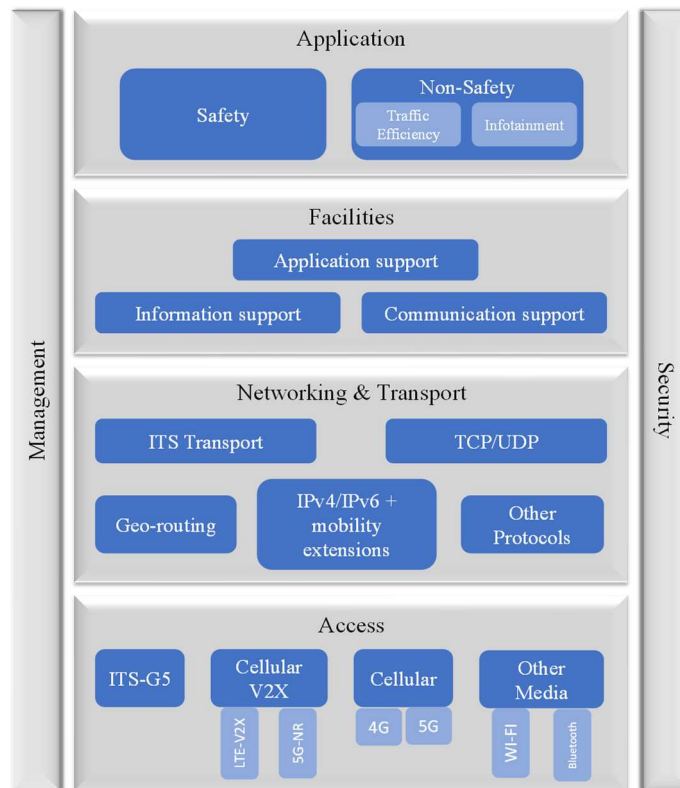 Application
Safety
Non-Safety
Traffic
Efficiency
Infotainment
Facilities
Application support
Information support
Communication support
Management
Security
Networking & Transport
ITS Transport
TCP/UDP
Geo-routing
IPv4/IPv6 +
mobility
extensions
Other
Protocols
Access
ITS-G5
Cellular
V2X
Cellular
Other
Media
LTE-V2X
5G-NR
4G
5G
WI-FI
Bluetooth